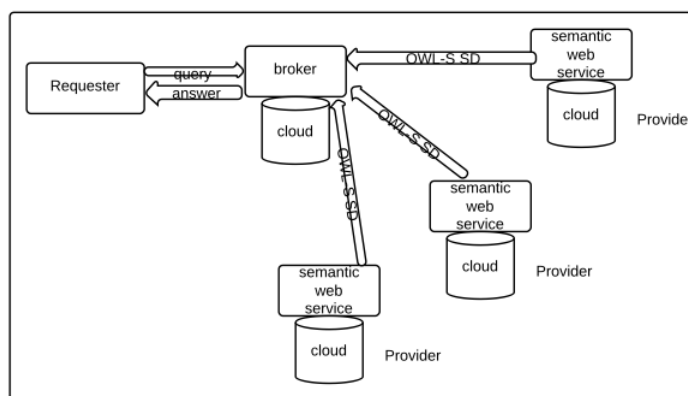 semantic
web
service
OWL-S SD
broker
query
answer
Requester
cloud
cloud
Provide
OWL-S SD
OWL-S SD
semantic
web
service
cloud
Provider
semantic
web
service
cloud
Provider